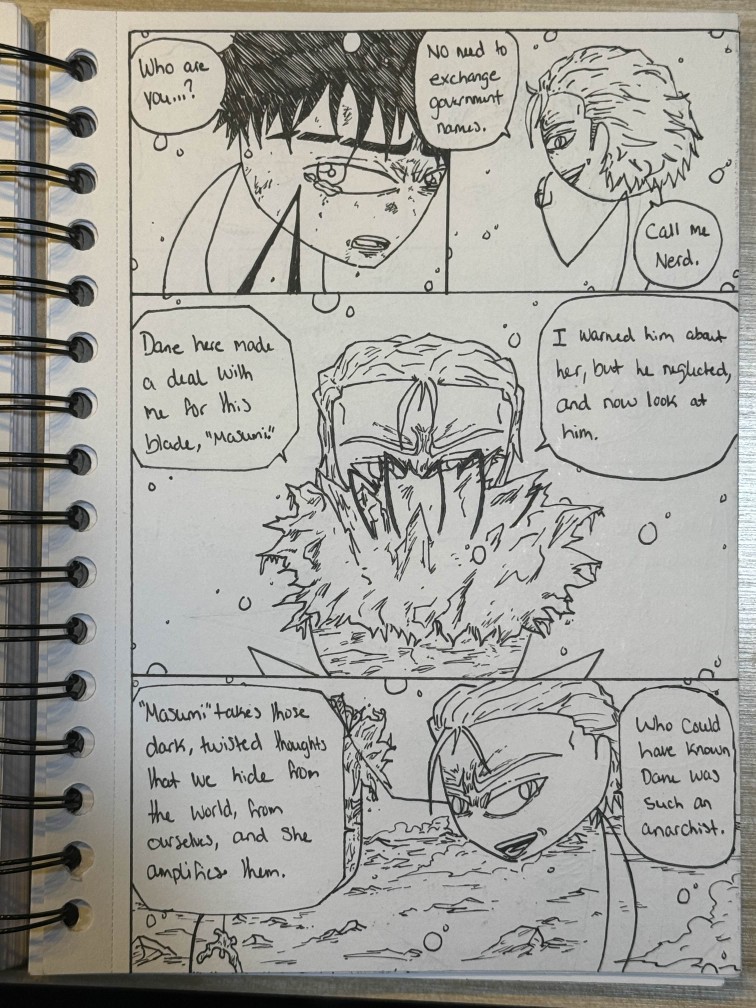 Who are
you...?
No need to
exchange
government
names.
Call me
Nerd.
Dane here made
a deal with
me for this
blade, "Masumi."
I warned him about
her, but he neglected,
and now look at
him.
"Masumi" takes those
dark, twisted thoughts
that we hide from
the world, from
ourselves, and she
amplifies them.
Who could
have known
Dane was
such an
anarchist.